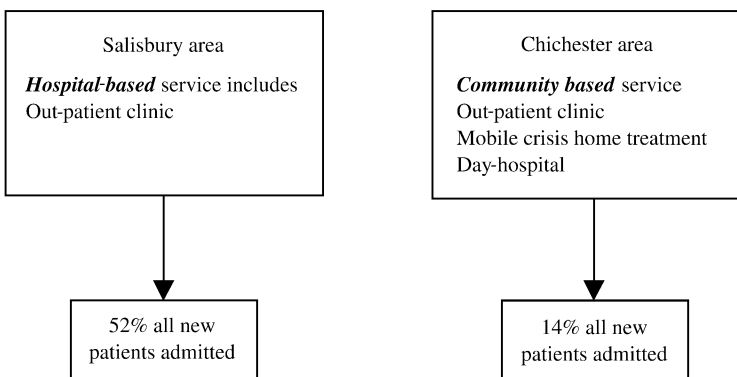 Salisbury area
Hospital-based service includes
Out-patient clinic
52% all new
patients admitted
Chichester area
Community based service
Out-patient clinic
Mobile crisis home treatment
Day-hospital
14% all new
patients admitted